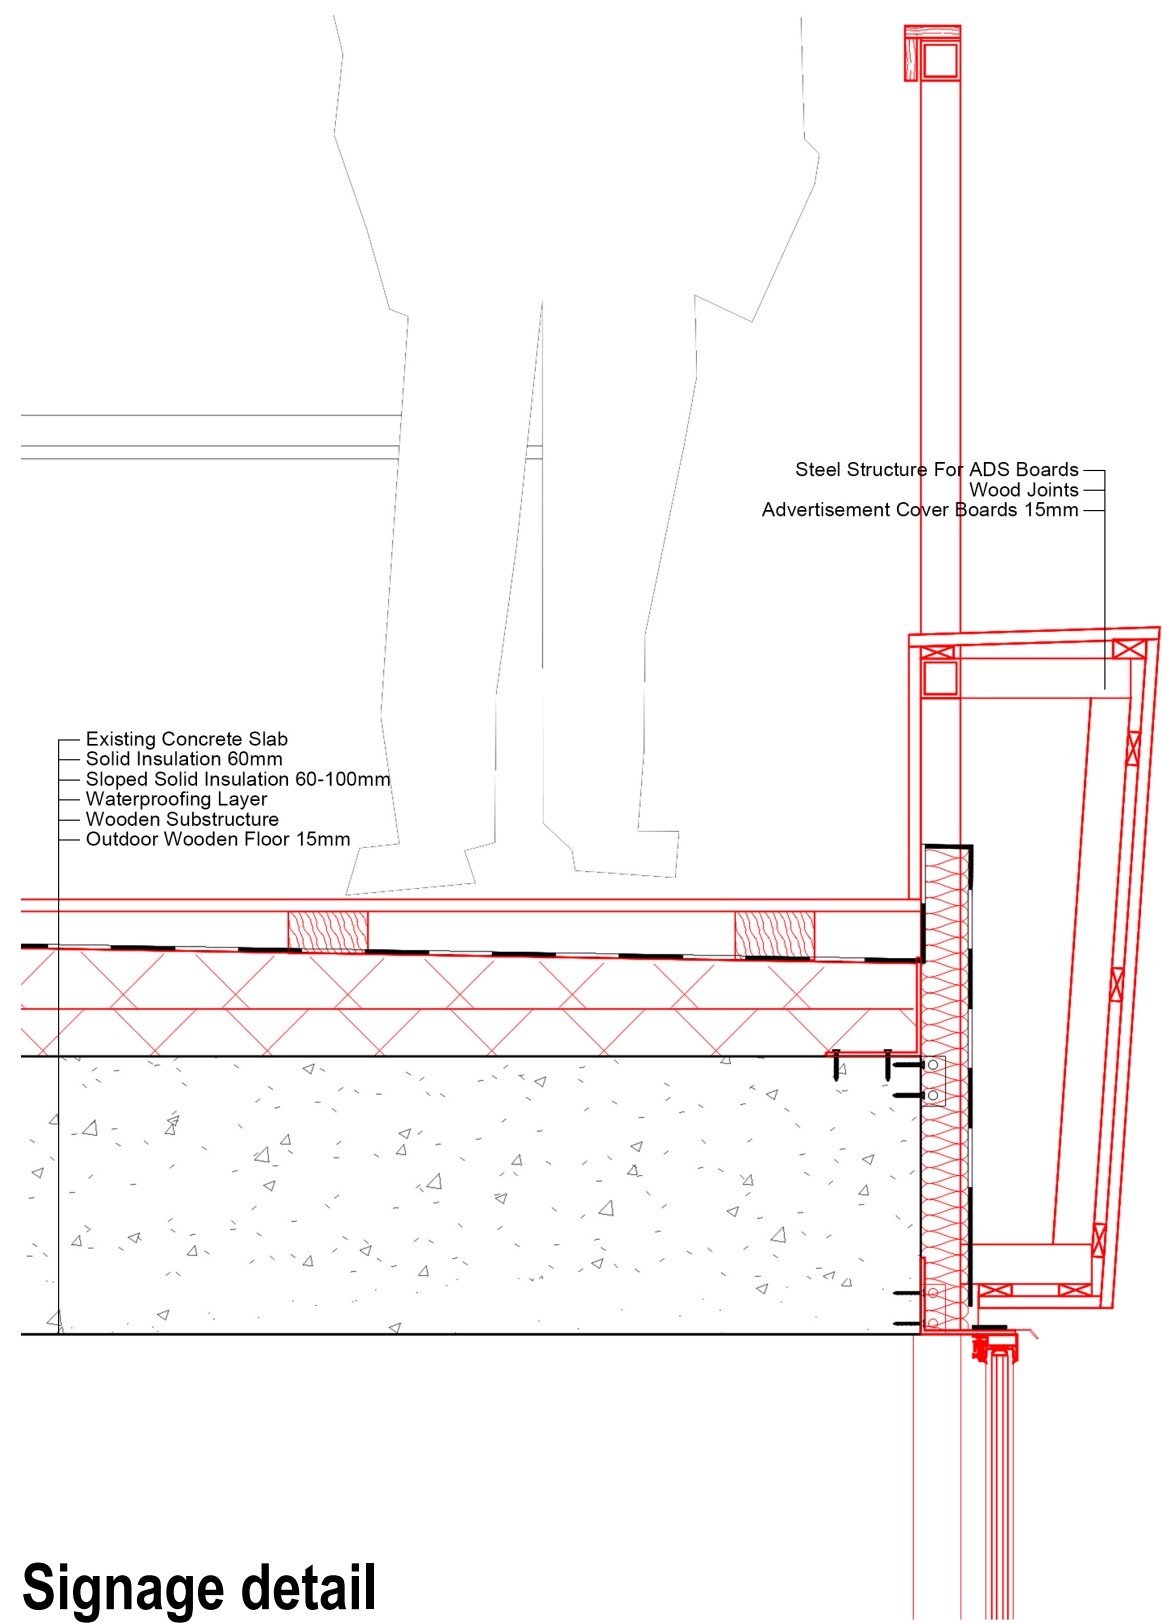 Steel Structure For ADS Boards
Wood Joints
Advertisement Cover Boards 15mm
Existing Concrete Slab
Solid Insulation 60mm
Sloped Solid Insulation 60-100mm
Waterproofing Layer
Wooden Substructure
Outdoor Wooden Floor 15mm
Signage detail